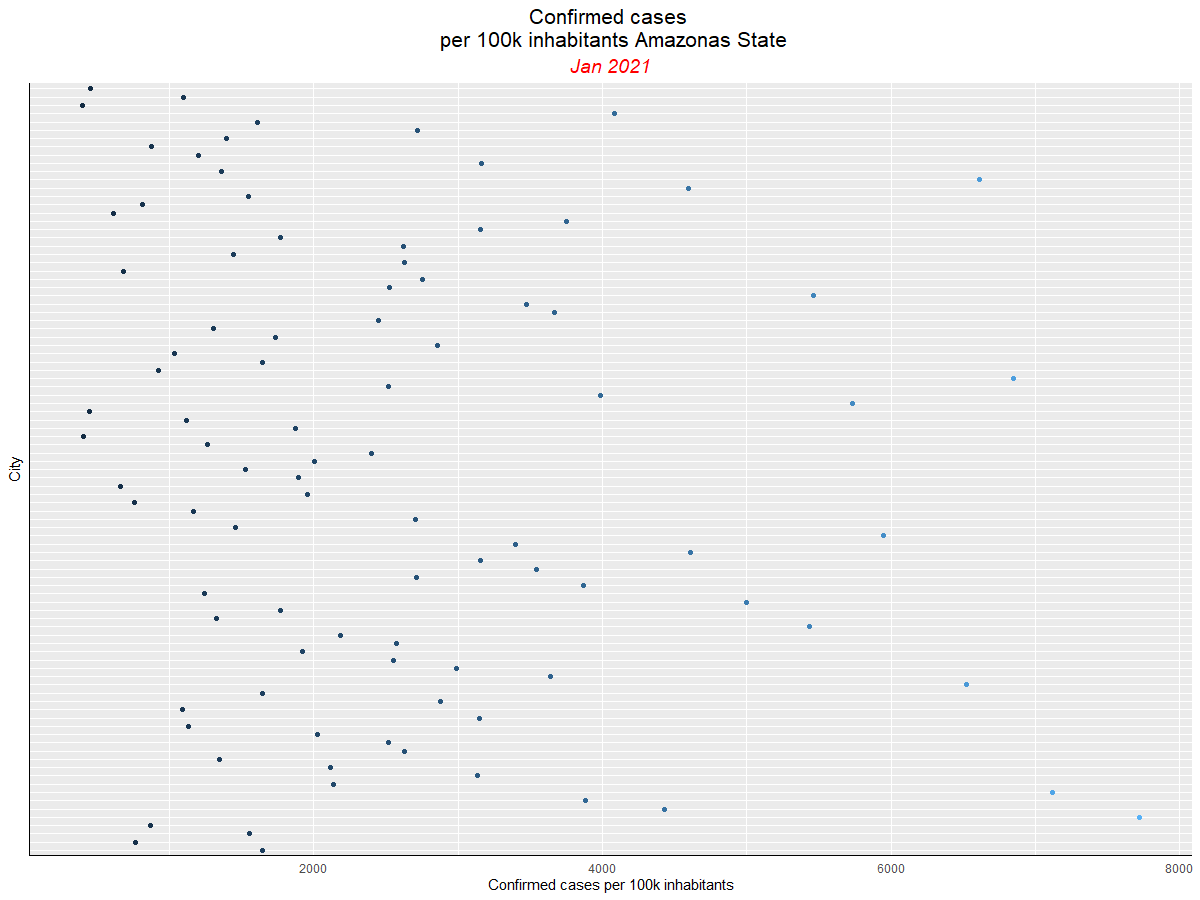 Confirmed cases
per 100k inhabitants Amazonas State
Jan 2021
City
2000 4000 6000 8000
Confirmed cases per 100k inhabitants